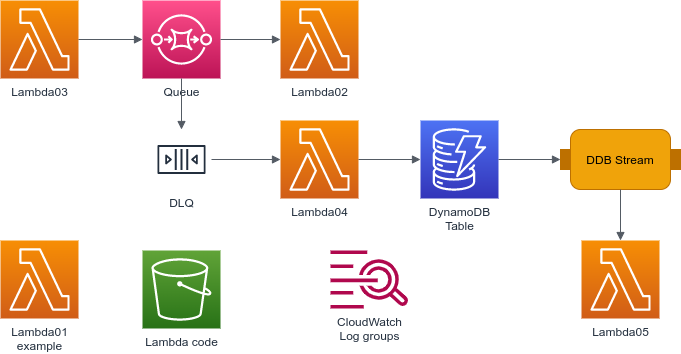 Lambda03
Queue
Lambda02
DDB Stream
DLQ
Lambda04
DynamoDB
Table
Lambda01
example
Lambda code
CloudWatch
Log groups
Lambda05